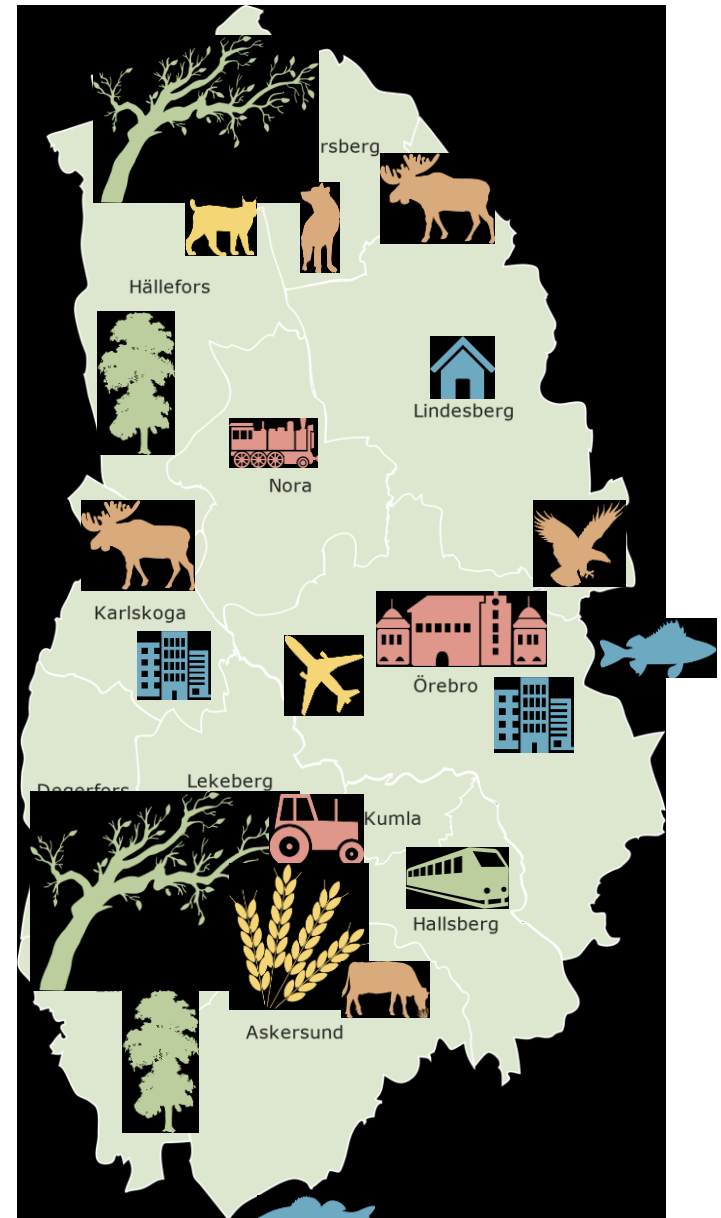 rsberg
Hällefors
Lindesberg
Nora
Karlskoga
Örebro
Degerfors
Lekeberg
Kumla
Hallsberg
Askersund